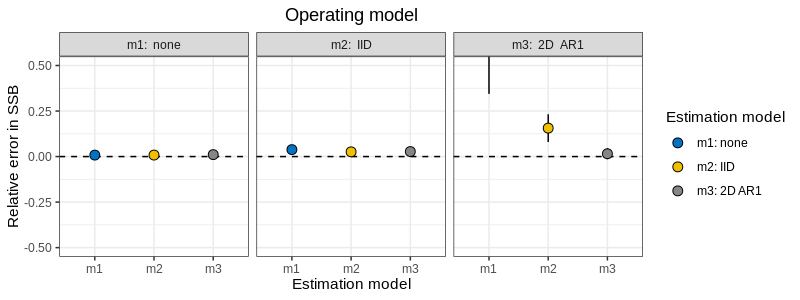 Operating model
m1: none
m2: IID
m3: 2D AR1
Relative error in SSB
0.50
0.25
0.00
-0.25
-0.50
m1 m2 m3
m1 m2 m3
m1 m2 m3
Estimation model
Estimation model
m1: none
m2: IID
m3: 2D AR1